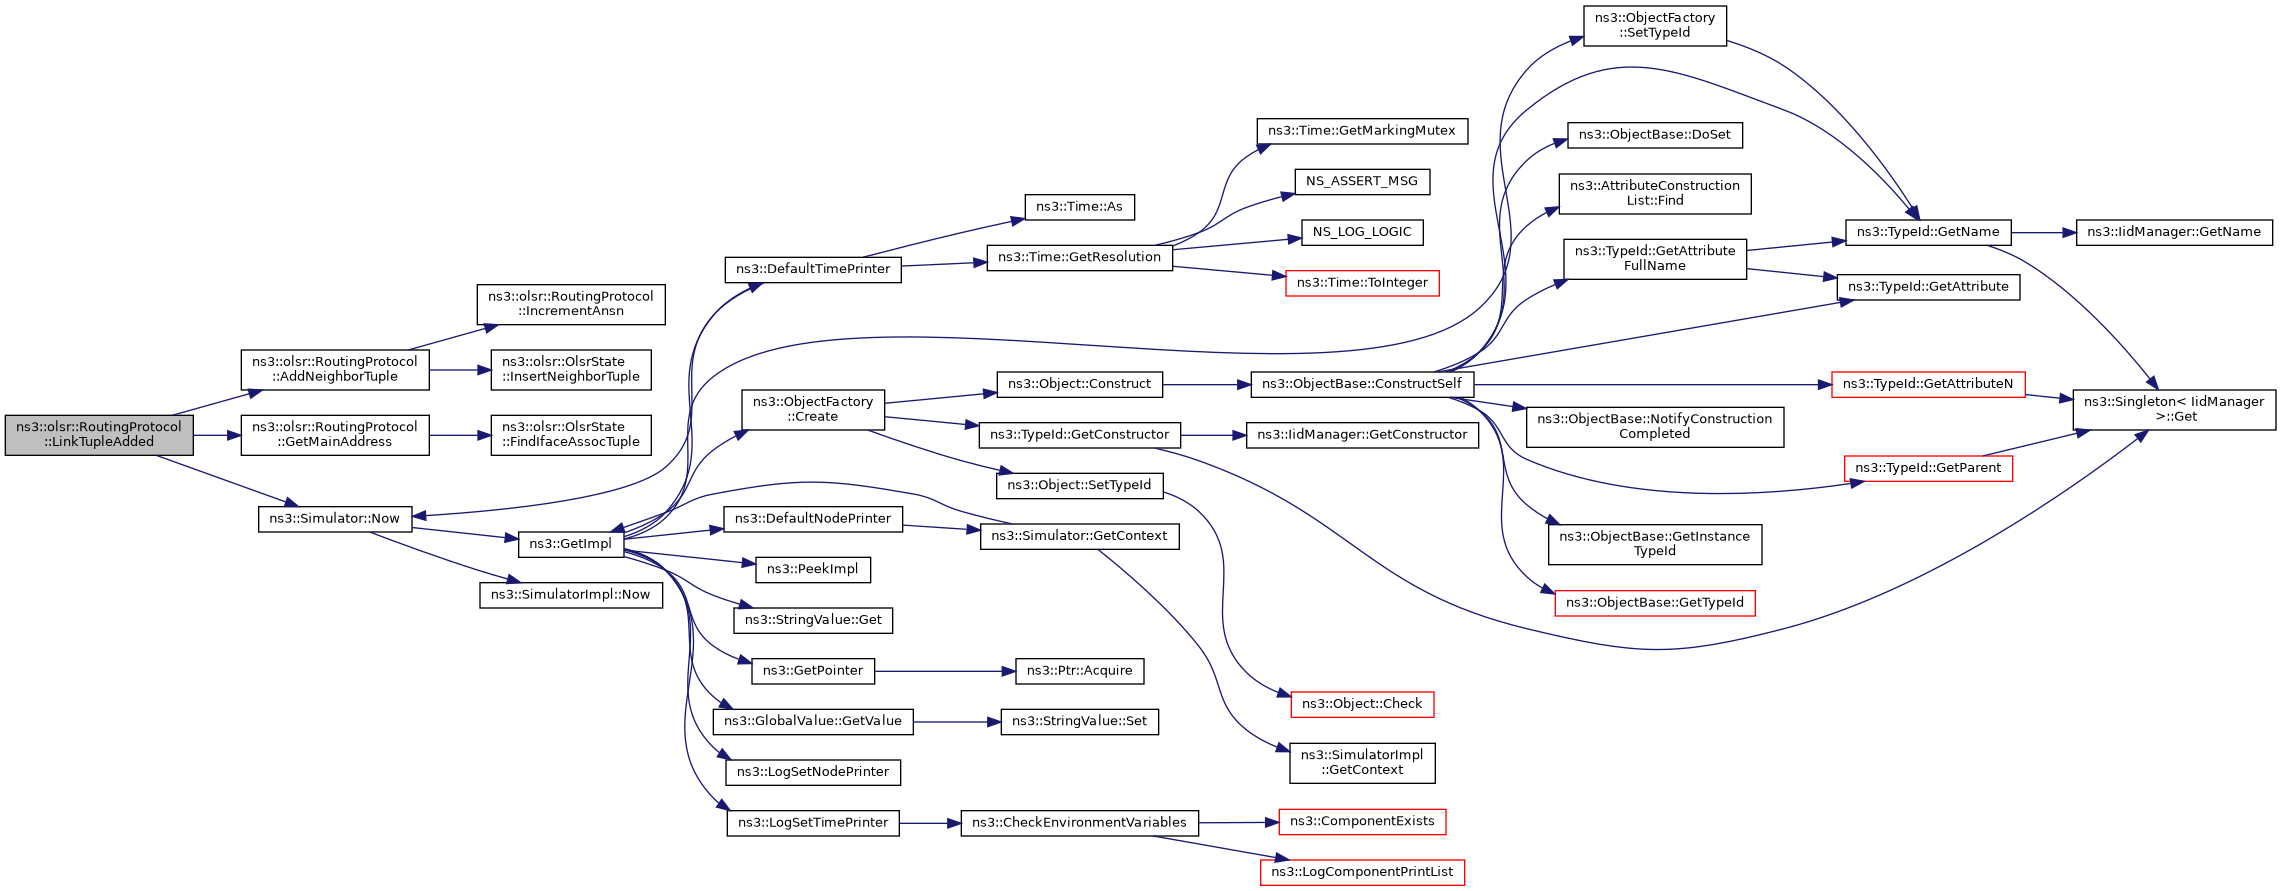 ns3::olsr::RoutingProtocol
::LinkTupleAdded
ns3::olsr::RoutingProtocol
::AddNeighborTuple
ns3::olsr::RoutingProtocol
::GetMainAddress
ns3::Simulator::Now
ns3::olsr::RoutingProtocol
::IncrementAnsn
ns3::olsr::OlsrState
::InsertNeighborTuple
ns3::olsr::OlsrState
::FindIfaceAssocTuple
ns3::GetImpl
ns3::SimulatorImpl::Now
ns3::DefaultTimePrinter
ns3::ObjectFactory
::Create
ns3::DefaultNodePrinter
ns3::PeekImpl
ns3::StringValue::Get
ns3::GetPointer
ns3::GlobalValue::GetValue
ns3::LogSetNodePrinter
ns3::LogSetTimePrinter
ns3::Time::As
ns3::Time::GetResolution
ns3::Object::Construct
ns3::TypeId::GetConstructor
ns3::Object::SetTypeId
ns3::Simulator::GetContext
ns3::Ptr::Acquire
ns3::StringValue::Set
ns3::CheckEnvironmentVariables
ns3::Time::GetMarkingMutex
NS_ASSERT_MSG
NS_LOG_LOGIC
ns3::Time::ToInteger
ns3::ObjectBase::ConstructSelf
ns3::IidManager::GetConstructor
ns3::Object::Check
ns3::SimulatorImpl
::GetContext
ns3::ComponentExists
ns3::LogComponentPrintList
ns3::ObjectFactory
::SetTypeId
ns3::ObjectBase::DoSet
ns3::AttributeConstruction
List::Find
ns3::TypeId::GetAttribute
FullName
ns3::ObjectBase::NotifyConstruction
Completed
ns3::ObjectBase::GetInstance
TypeId
ns3::ObjectBase::GetTypeId
ns3::TypeId::GetName
ns3::TypeId::GetAttribute
ns3::TypeId::GetAttributeN
ns3::TypeId::GetParent
ns3::IidManager::GetName
ns3::Singleton< IidManager
>::Get